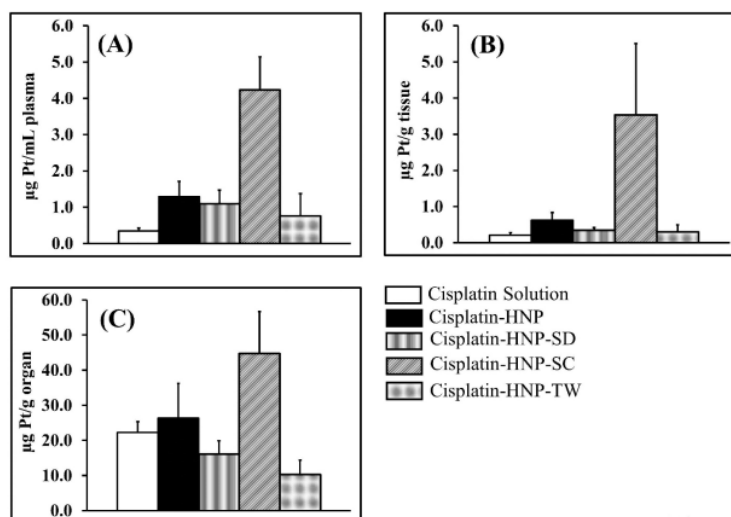 (A)
µg Pt/mL plasma
6.0
5.0
4.0
3.0
2.0
1.0
0.0
(B)
µg Pt/g tissue
6.0
5.0
4.0
3.0
2.0
1.0
0.0
(C)
µg Pt/g organ
60.0
50.0
40.0
30.0
20.0
10.0
0.0
Cisplatin Solution
Cisplatin-HNP
Cisplatin-HNP-SD
Cisplatin-HNP-SC
Cisplatin-HNP-TW